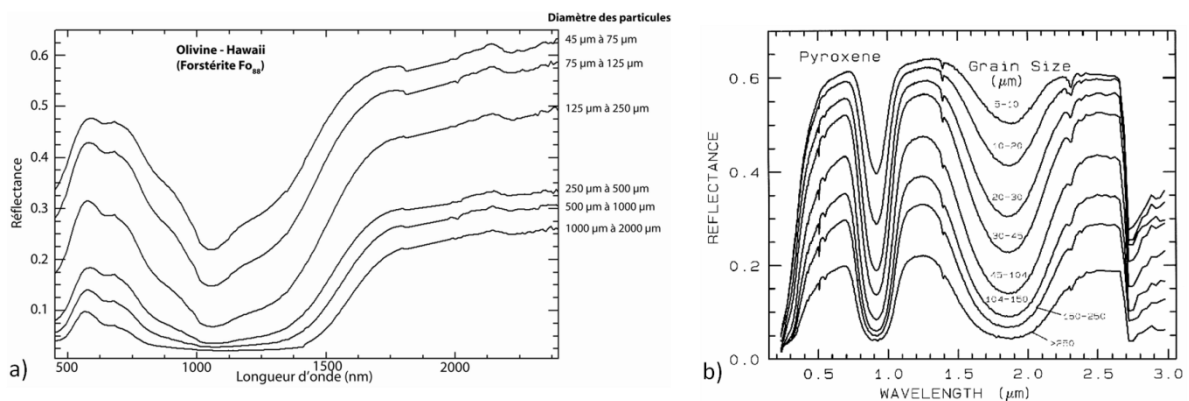 Diamètre des particules
Olivine - Hawaii
(Forstérite Fo₈₈)
45 µm à 75 µm
75 µm à 125 µm
125 µm à 250 µm
250 µm à 500 µm
500 µm à 1000 µm
1000 µm à 2000 µm
Réflectance
0.6
0.5
0.4
0.3
0.2
0.1
500
1000
1500
2000
Longueur d'onde (nm)
a)
Pyroxene
Grain Size
(µm)
5-10
10-20
20-30
30-45
45-104
104-150
150-250
>250
REFLECTANCE
0.6
0.4
0.2
0.0
0.5
1.0
1.5
2.0
2.5
3.0
WAVELENGTH (µm)
b)